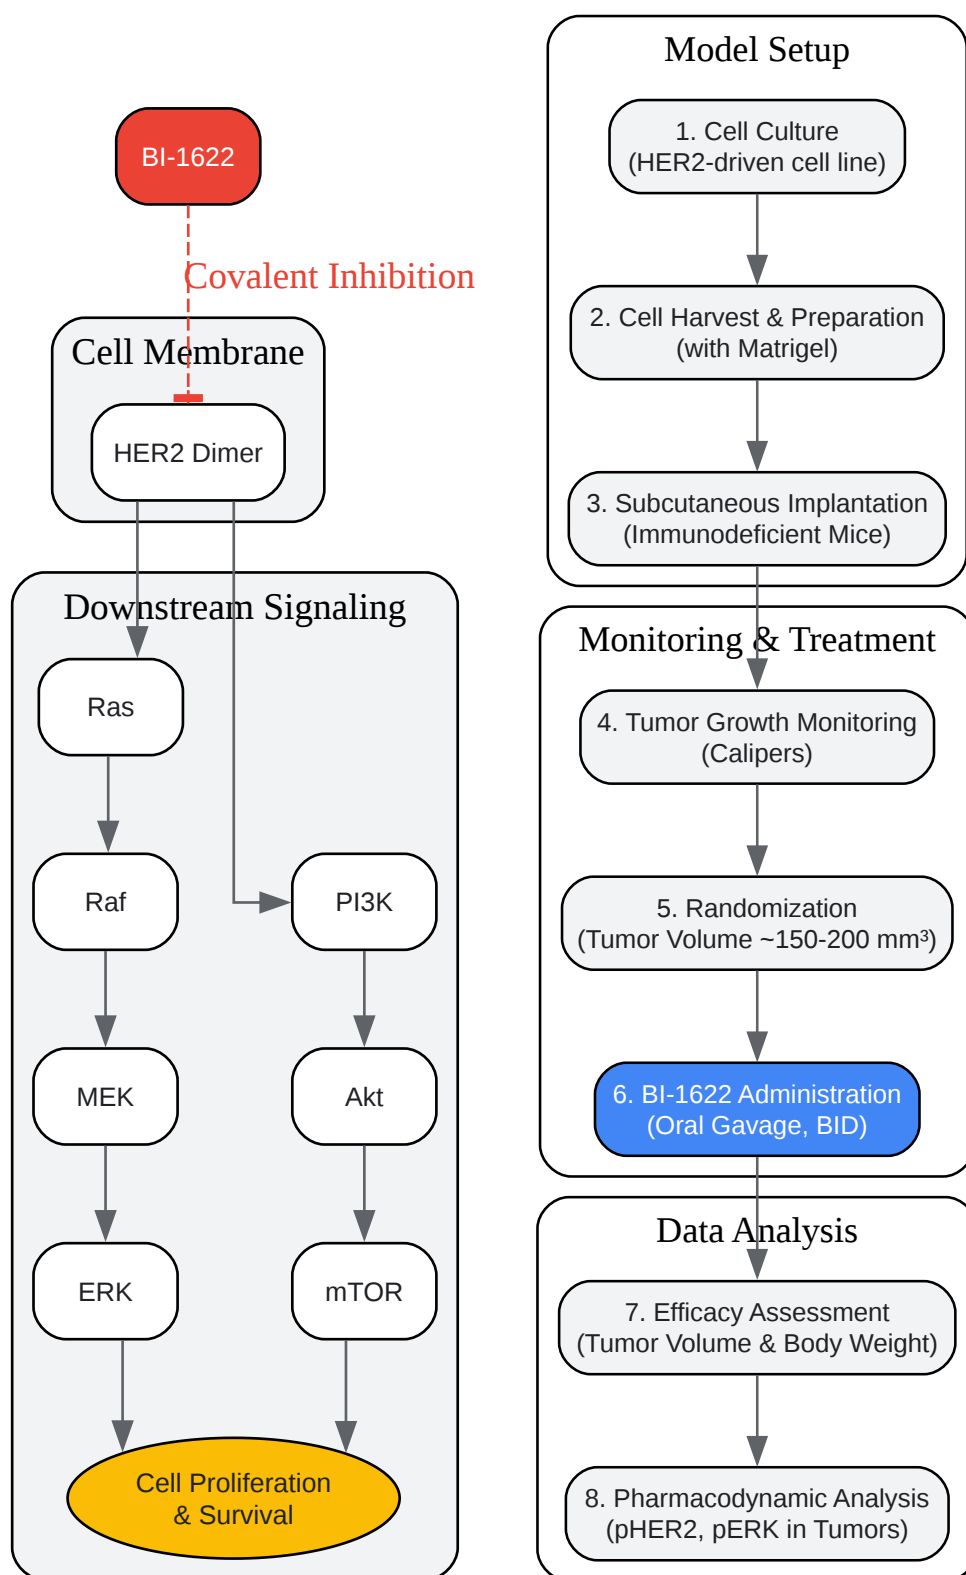 BI-1622
Covalent Inhibition
Cell Membrane
HER2 Dimer
Downstream Signaling
Ras
Raf
PI3K
MEK
Akt
ERK
mTOR
Cell Proliferation
& Survival
Model Setup
1. Cell Culture
(HER2-driven cell line)
2. Cell Harvest & Preparation
(with Matrigel)
3. Subcutaneous Implantation
(Immunodeficient Mice)
Monitoring & Treatment
4. Tumor Growth Monitoring
(Calipers)
5. Randomization
(Tumor Volume ~150-200 mm³)
6. BI-1622 Administration
(Oral Gavage, BID)
Data Analysis
7. Efficacy Assessment
(Tumor Volume & Body Weight)
8. Pharmacodynamic Analysis
(pHER2, pERK in Tumors)